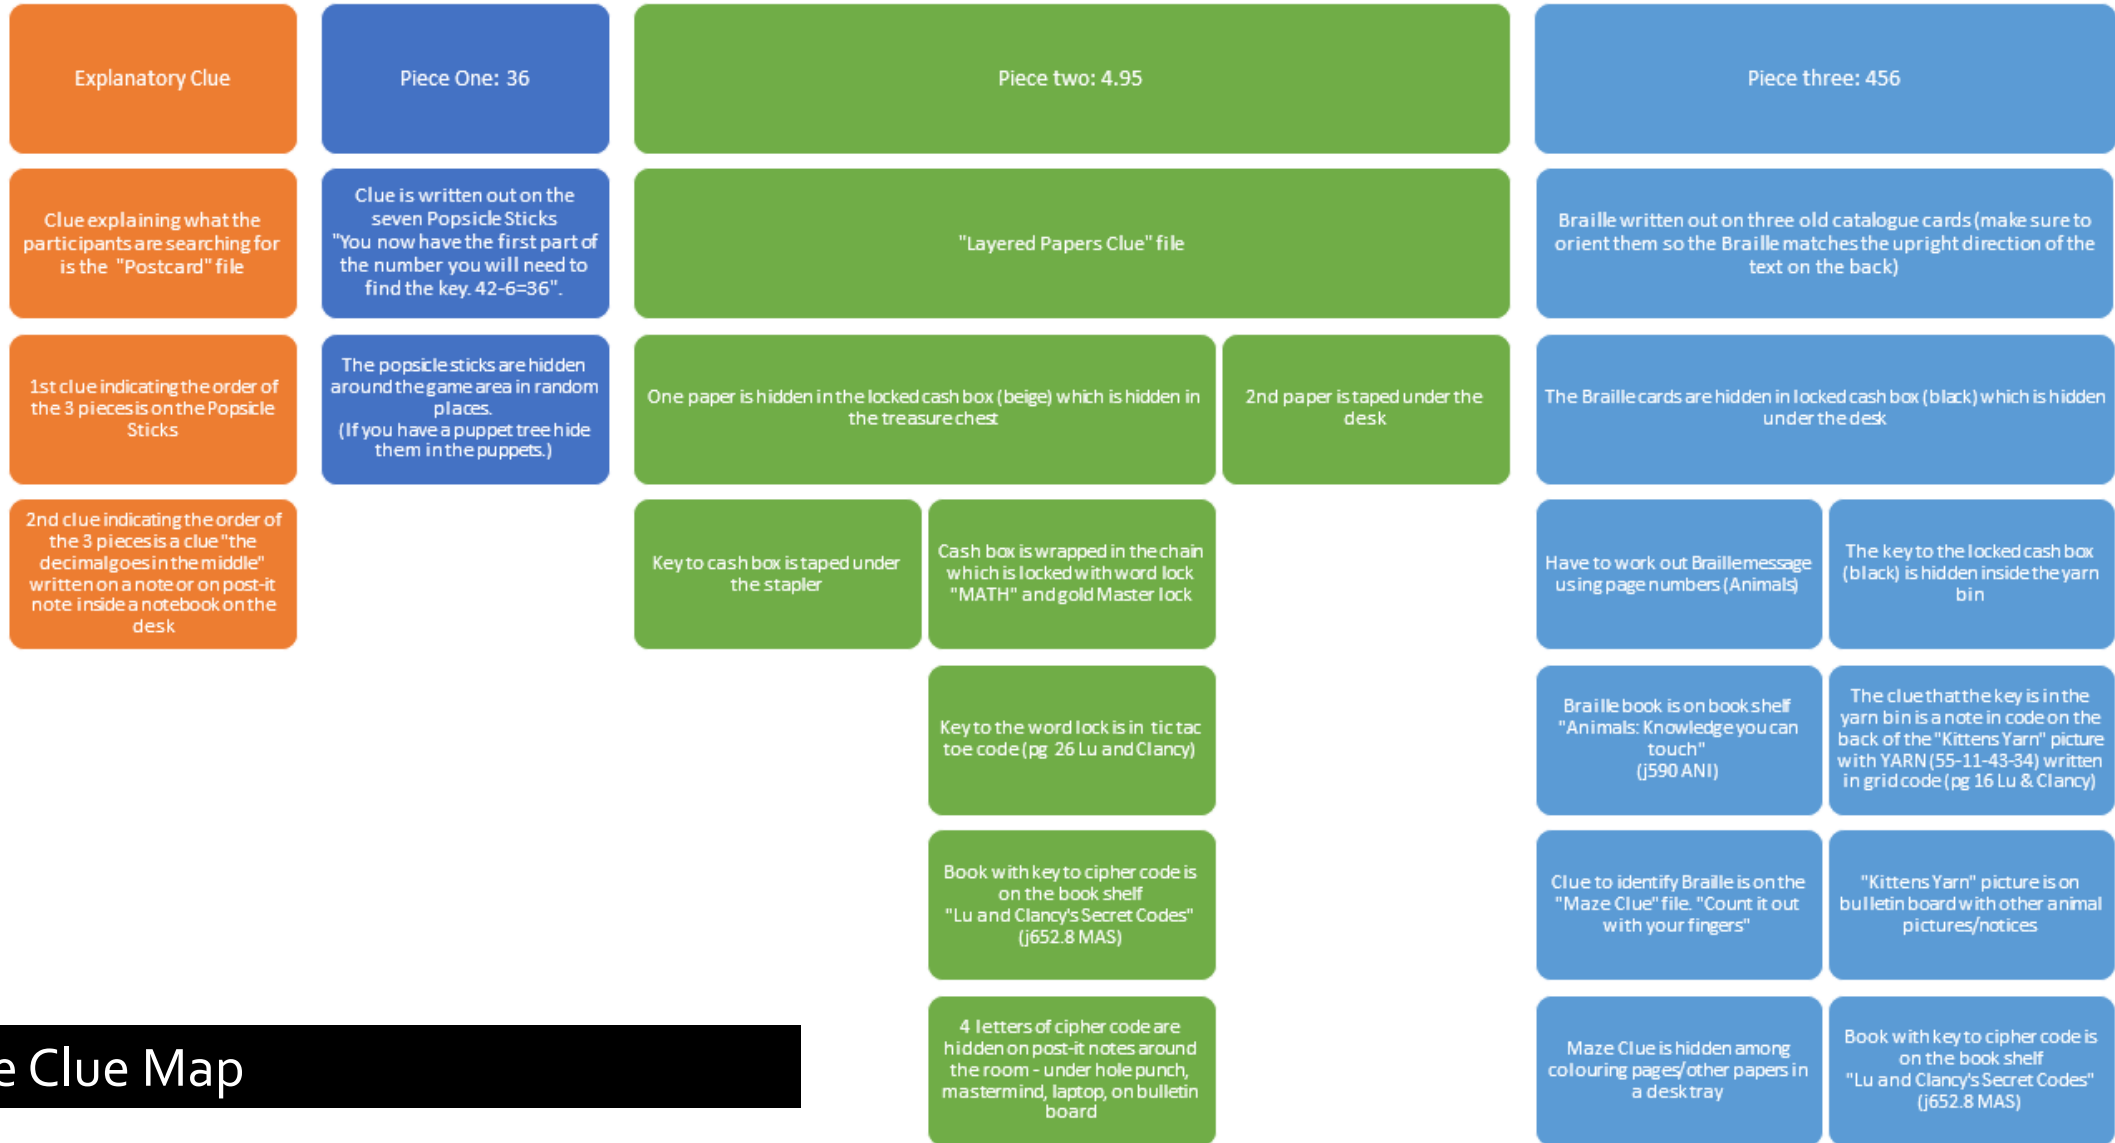 Explanatory Clue
Piece One: 36
Piece two: 4.95
Piece three: 456
Clue explaining what the
participants are searching for
is the "Postcard" file
Clue is written out on the
seven Popsicle Sticks
"You now have the first part of
the number you will need to
find the key. 42-6=36".
"Layered Papers Clue" file
Braille written out on three old catalogue cards (make sure to
orient them so the Braille matches the upright direction of the
text on the back)
1st clue indicating the order of
the 3 pieces is on the Popsicle
Sticks
The popsicle sticks are hidden
around the game area in random
places.
(If you have a puppet tree hide
them in the puppets.)
One paper is hidden in the locked cash box (beige) which is hidden in
the treasure chest
2nd paper is taped under the
desk
The Braille cards are hidden in locked cash box (black) which is hidden
under the desk
2nd clue indicating the order of
the 3 pieces is a clue "the
decimal goes in the middle"
written on a note or on post-it
note inside a notebook on the
desk
Key to cash box is taped under
the stapler
Cash box is wrapped in the chain
which is locked with word lock
"MATH" and gold Master lock
Have to work out Braille message
using page numbers (Animals)
The key to the locked cash box
(black) is hidden inside the yarn
bin
Key to the word lock is in tic tac
toe code (pg 26 Lu and Clancy)
Braille book is on book shelf
"Animals: Knowledge you can
touch"
(j590 ANI)
The clue that the key is in the
yarn bin is a note in code on the
back of the "Kittens Yarn" picture
with YARN (55-11-43-34) written
in grid code (pg 16 Lu & Clancy)
Book with key to cipher code is
on the book shelf
"Lu and Clancy's Secret Codes"
(j652.8 MAS)
Clue to identify Braille is on the
"Maze Clue" file. "Count it out
with your fingers"
"Kittens Yarn" picture is on
bulletin board with other animal
pictures/notices
4 letters of cipher code are
hidden on post-it notes around
the room - under hole punch,
mastermind, laptop, on bulletin
board
Maze Clue is hidden among
colouring pages/other papers in
a desk tray
Book with key to cipher code is
on the book shelf
"Lu and Clancy's Secret Codes"
(j652.8 MAS)
e Clue Map